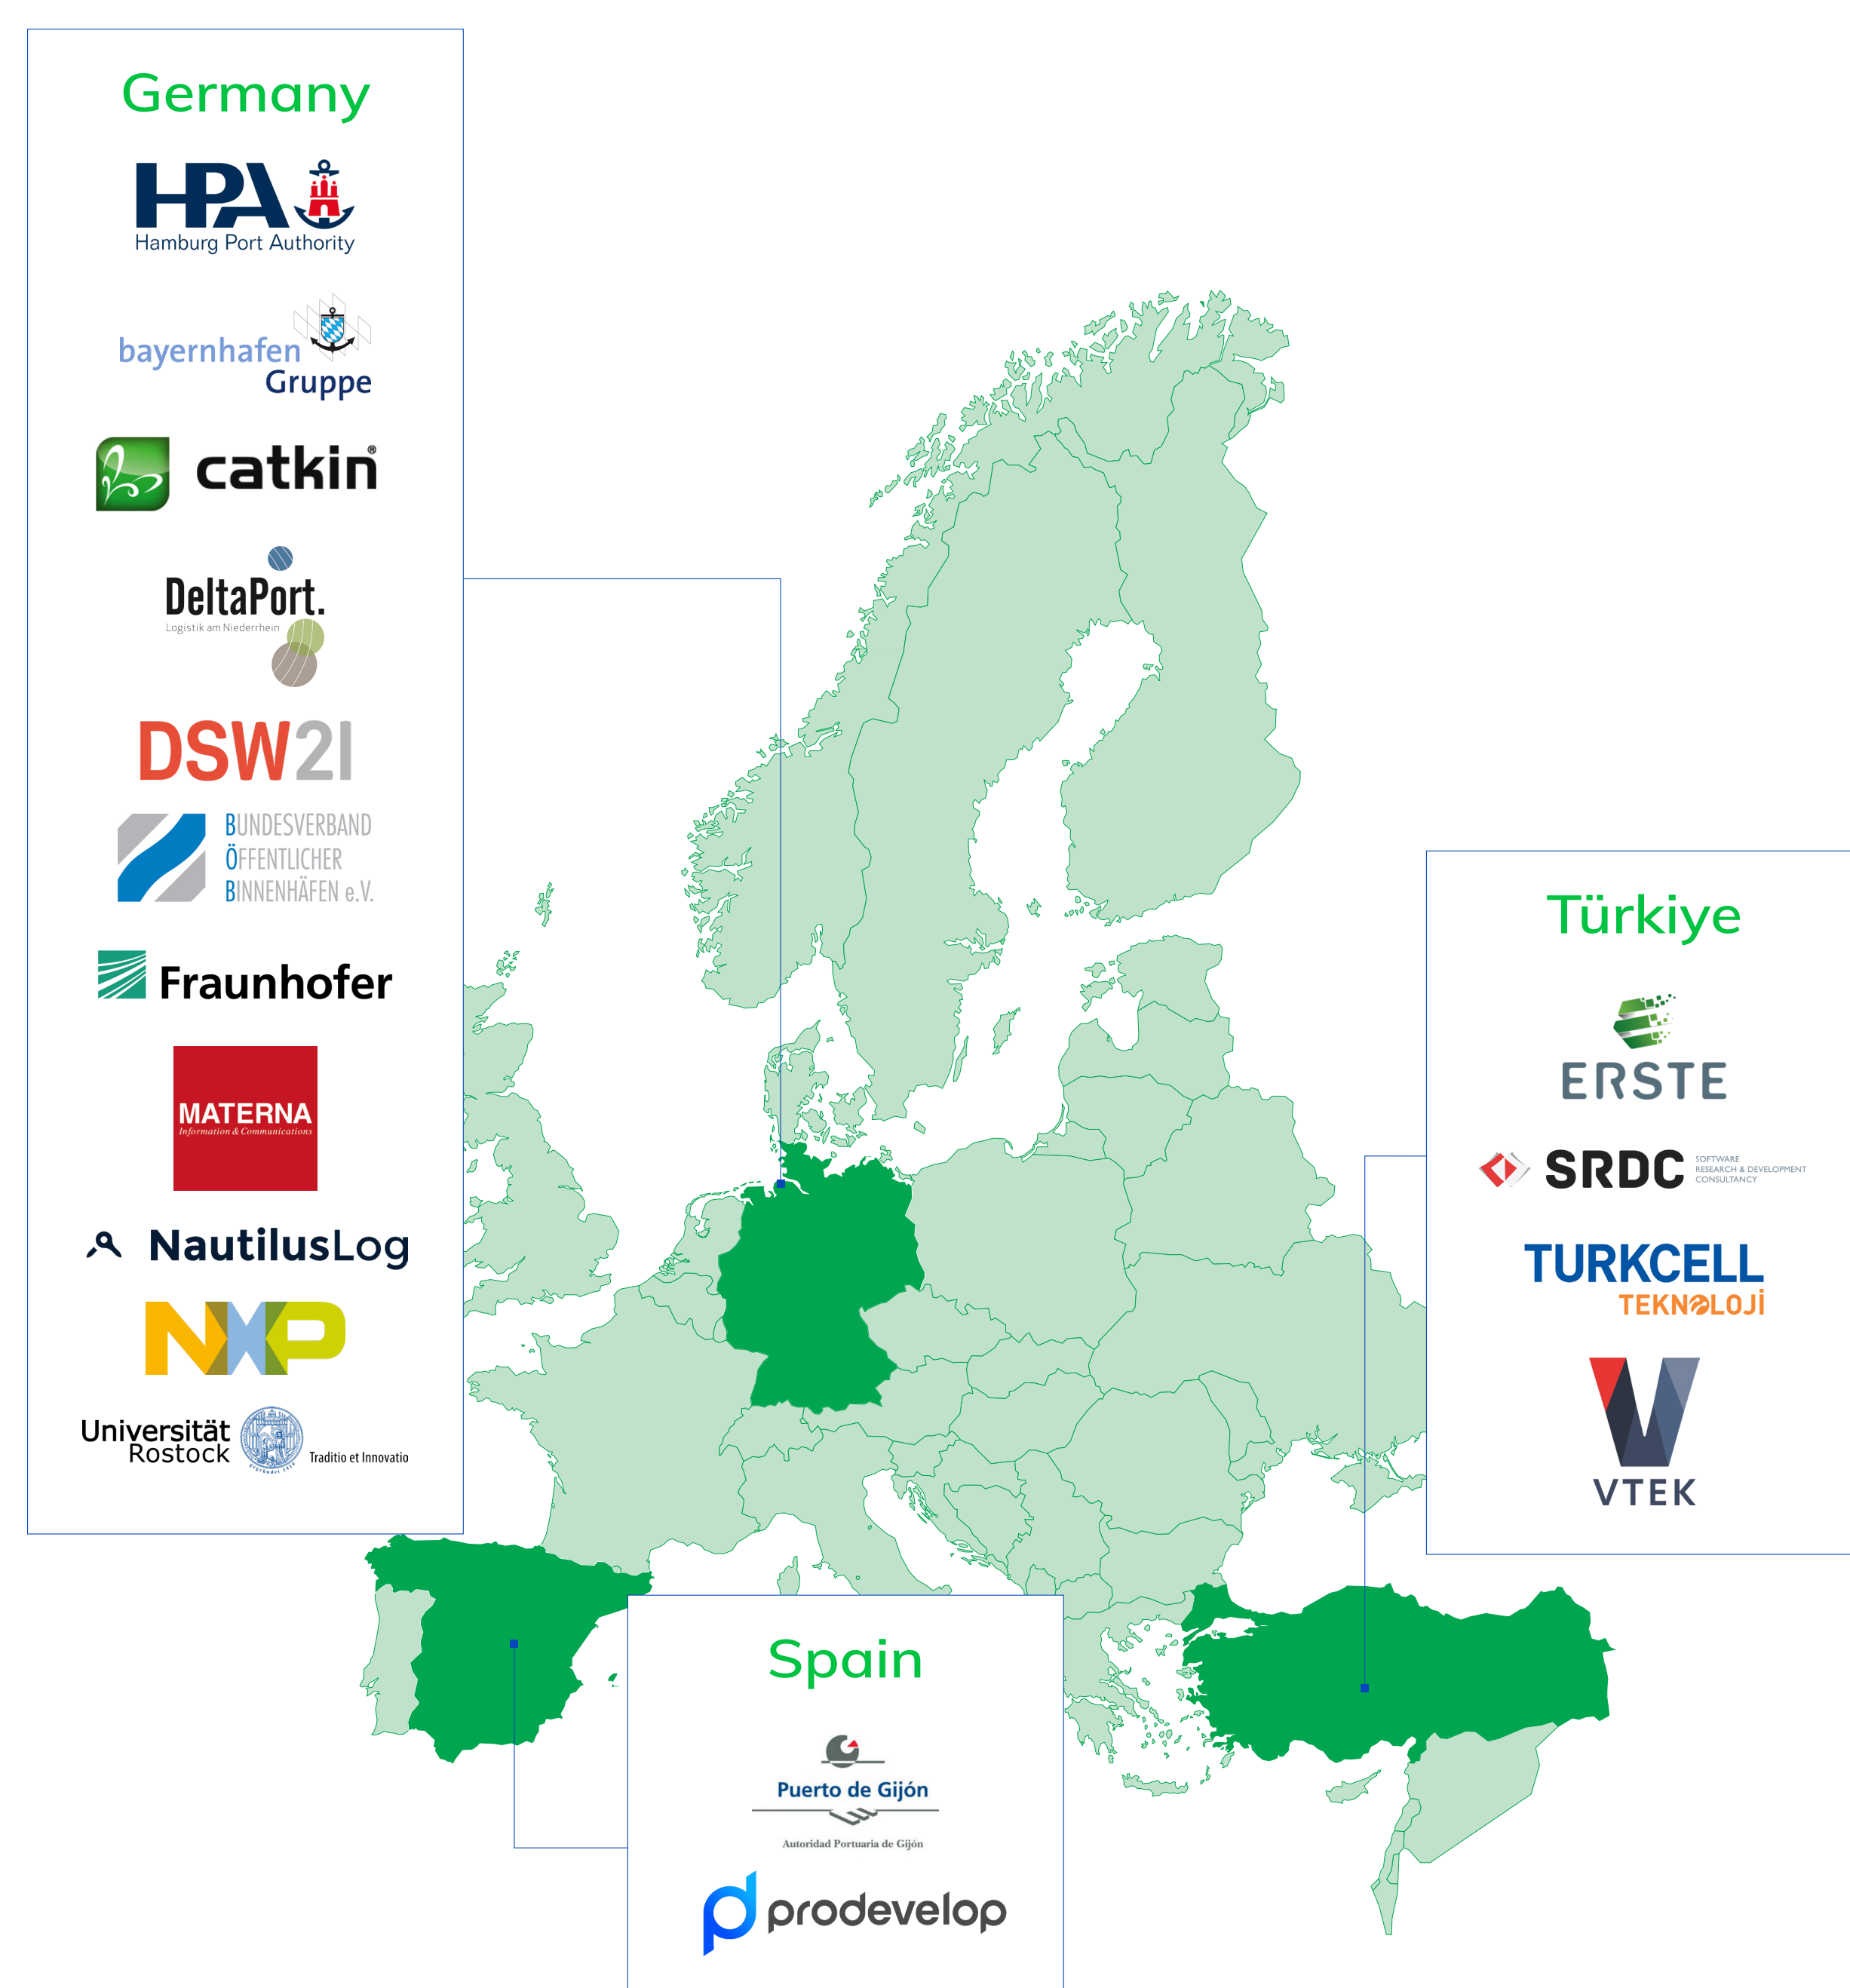 Germany
HPA
Hamburg Port Authority
bayernhafen
Gruppe
catkin®
DeltaPort.
Logistik am Niederrhein
DSW21
BUNDESVERBAND
ÖFFENTLICHER
BINNENHÄFEN e.V.
Fraunhofer
MATERNA
Information & Communications
NautilusLog
NXP
Universität
Rostock
Traditio et Innovatio
Türkiye
ERSTE
SRDC
SOFTWARE
RESEARCH & DEVELOPMENT
CONSULTANCY
TURKCELL
TEKNOLOJİ
VTEK
Spain
Puerto de Gijón
Autoridad Portuaria de Gijón
prodevelop